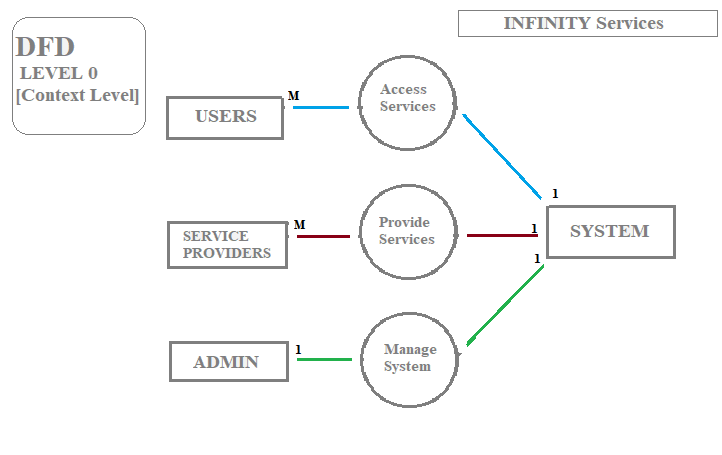 INFINITY Services
DFD
LEVEL 0
[Context Level]
USERS
M
Access
Services
1
SERVICE
PROVIDERS
M
Provide
Services
1
SYSTEM
1
ADMIN
1
Manage
System